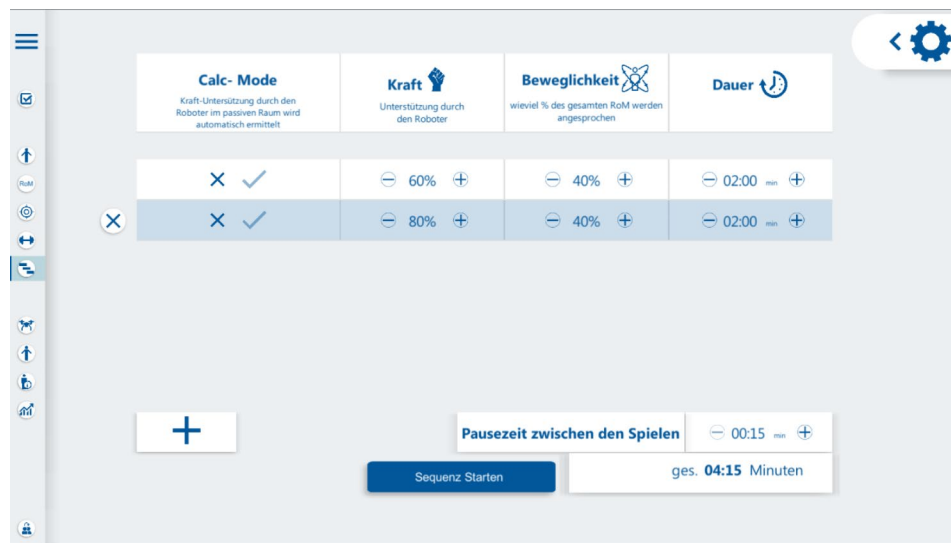 Calc- Mode
Kraft-Untersützung durch den
Roboter im passiven Raum wird
automatisch ermittelt
Kraft
Unterstützung durch
den Roboter
Beweglichkeit
wieviel % des gesamten RoM werden
angesprochen
Dauer
RoM
60%
40%
02:00 min
80%
40%
02:00 min
Pausezeit zwischen den Spielen
00:15 min
Sequenz Starten
ges. 04:15 Minuten